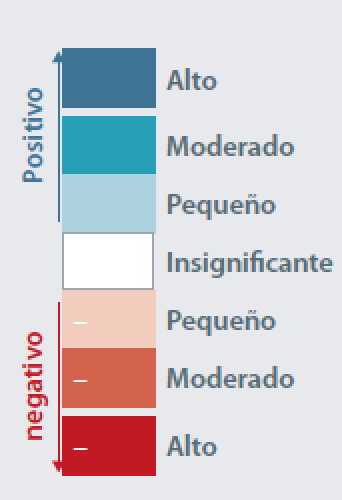 Positivo
Alto
Moderado
Pequeño
Insignificante
negativo
– Pequeño
– Moderado
– Alto